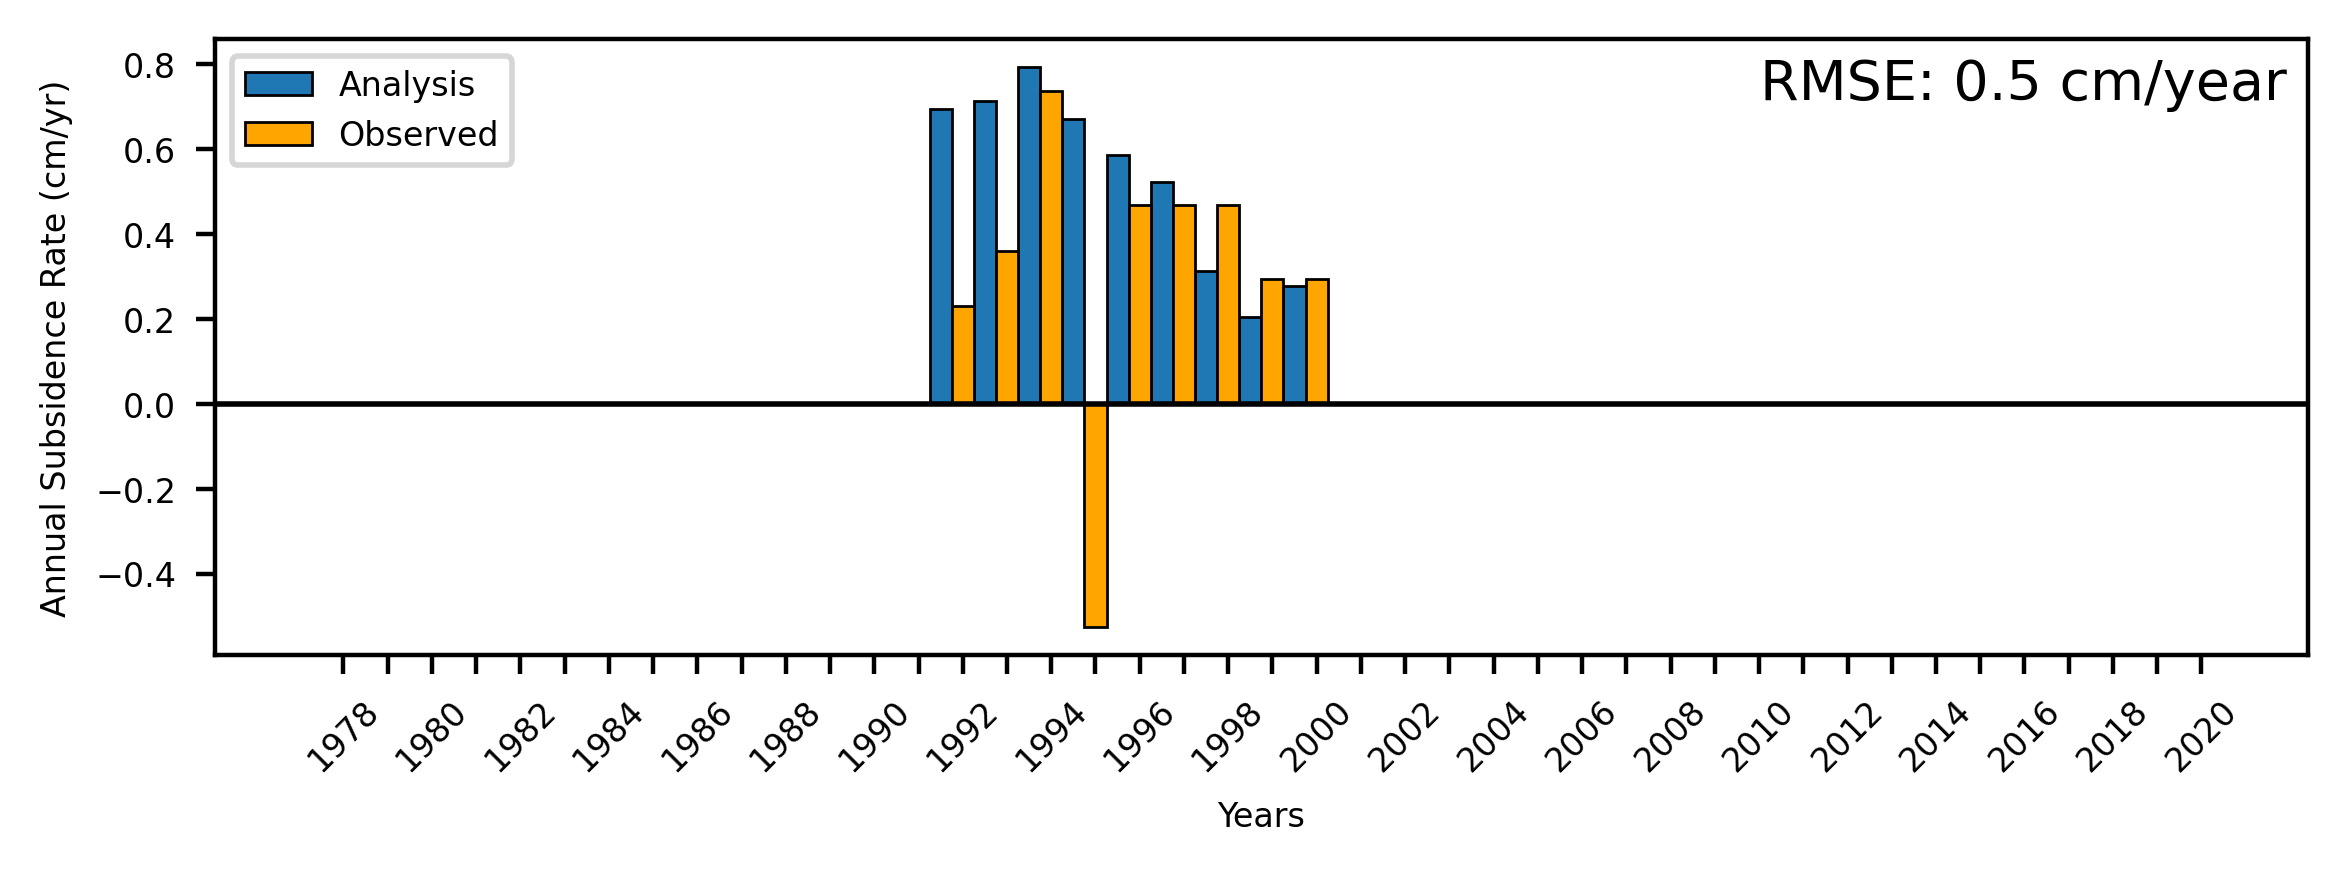 RMSE: 0.5 cm/year
Analysis
Observed
Annual Subsidence Rate (cm/yr)
0.8
0.6
0.4
0.2
0.0
−0.2
−0.4
1978 1980 1982 1984 1986 1988 1990 1992 1994 1996 1998 2000 2002 2004 2006 2008 2010 2012 2014 2016 2018 2020
Years